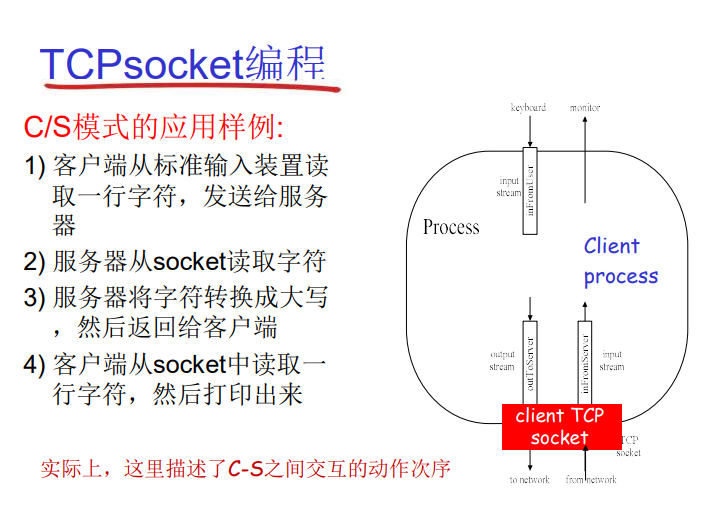 TCPsocket编程
C/S模式的应用样例:
1) 客户端从标准输入装置读
取一行字符，发送给服务
器
2) 服务器从socket读取字符
3) 服务器将字符转换成大写
，然后返回给客户端
4) 客户端从socket中读取一
行字符，然后打印出来
实际上，这里描述了C-S之间交互的动作次序
keyboard
monitor
input
stream
inFromUser
Process
Client
process
output
stream
outToServer
inFromServer
input
stream
client TCP
socket
TCP
socket
to network
from network